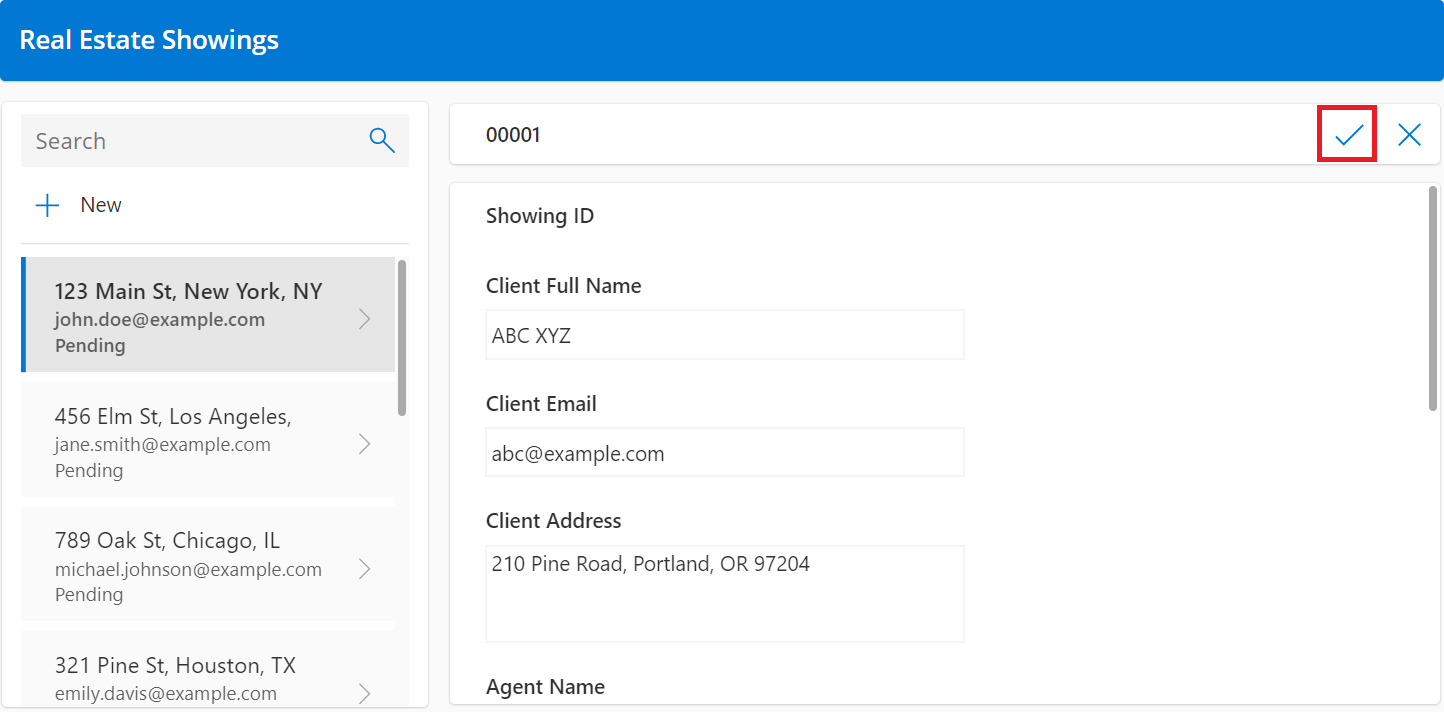 Real Estate Showings
Search
New
123 Main St, New York, NY
john.doe@example.com
Pending
456 Elm St, Los Angeles,
jane.smith@example.com
Pending
789 Oak St, Chicago, IL
michael.johnson@example.com
Pending
321 Pine St, Houston, TX
emily.davis@example.com
00001
Showing ID
Client Full Name
ABC XYZ
Client Email
abc@example.com
Client Address
210 Pine Road, Portland, OR 97204
Agent Name